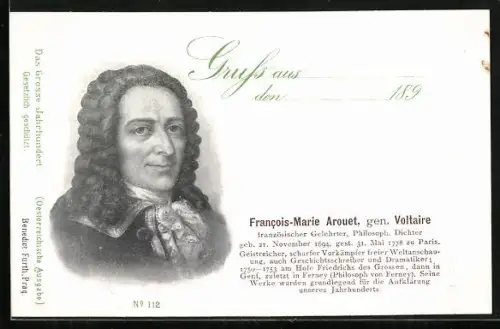 Gruß aus
den 189
Das Grosse Jahrhundert (Oesterreichische Ausgabe)
Gesetzlich geschützt. Benedict Furth, Prag
François-Marie Arouet, gen. Voltaire
französischer Gelehrter, Philosoph, Dichter
geb. 21. November 1694, gest. 31. Mai 1778 zu Paris.
Geistreicher, scharfer Vorkämpfer freier Weltanschau-
ung, auch Geschichtsschreiber und Dramatiker;
1750—1753 am Hofe Friedrichs des Grossen, dann in
Genf, zuletzt in Ferney (Philosoph von Ferney). Seine
Werke wurden grundlegend für die Aufklärung
unseres Jahrhunderts
No 112